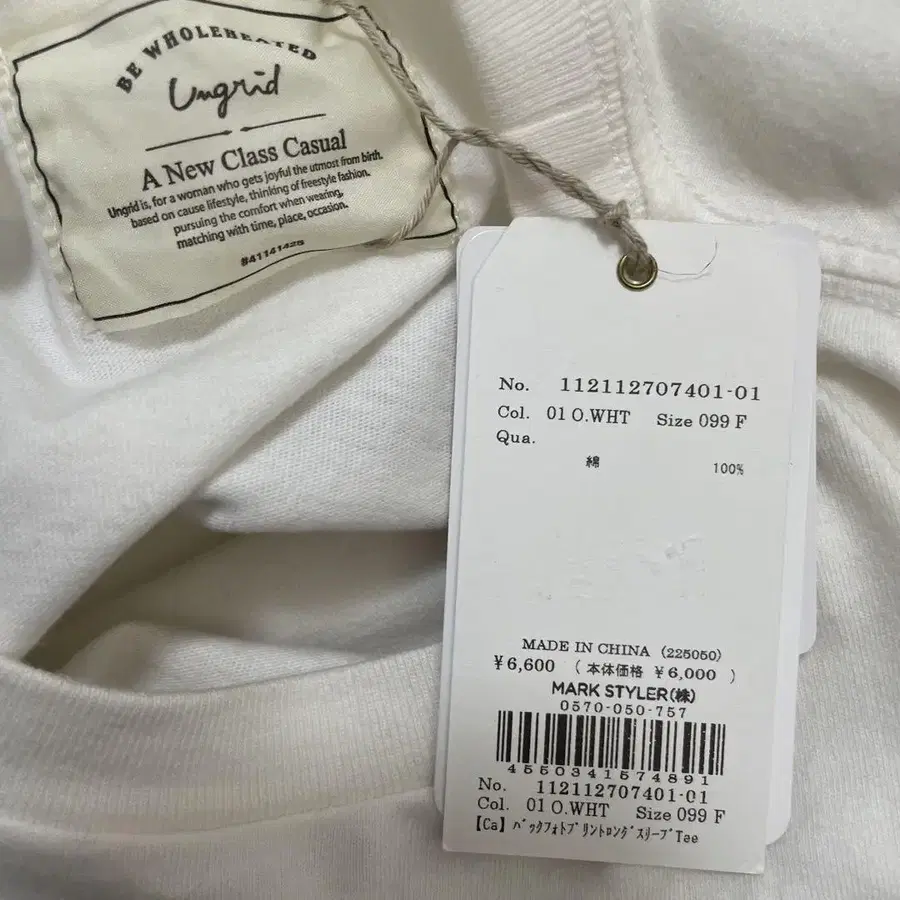 BE WHOLEHEARTED
Ungrid
A New Class Casual
Ungrid is, for a woman who gets joyful the utmost from birth.
based on cause lifestyle, thinking of freestyle fashion.
pursuing the comfort when wearing,
matching with time, place, occasion.
#41141425
No. 112112707401-01
Col. 01 O.WHT Size 099 F
Qua.
綿 100%
MADE IN CHINA (225050)
¥6,600 ( 本体価格 ¥6,000 )
MARK STYLER(株)
0570-050-757
4550341574891
No. 112112707401-01
Col. 01 O.WHT Size 099 F
【Ca】ﾊﾞｯｸﾌｫﾄﾌﾟﾘﾝﾄﾛﾝｸﾞｽﾘｰﾌﾞTee